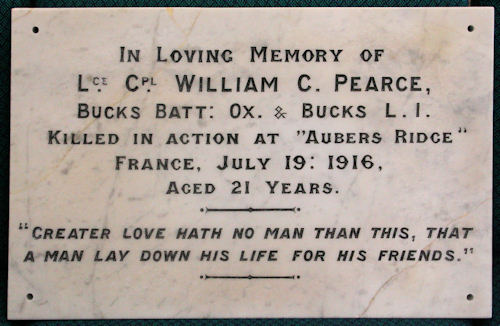 In Loving Memory of
Lce Cpl William C. Pearce,
Bucks Batt: Ox. & Bucks L.I.
Killed in action at "Aubers Ridge"
France, July 19: 1916,
Aged 21 Years.
"Greater love hath no man than this, that
a man lay down his life for his friends."